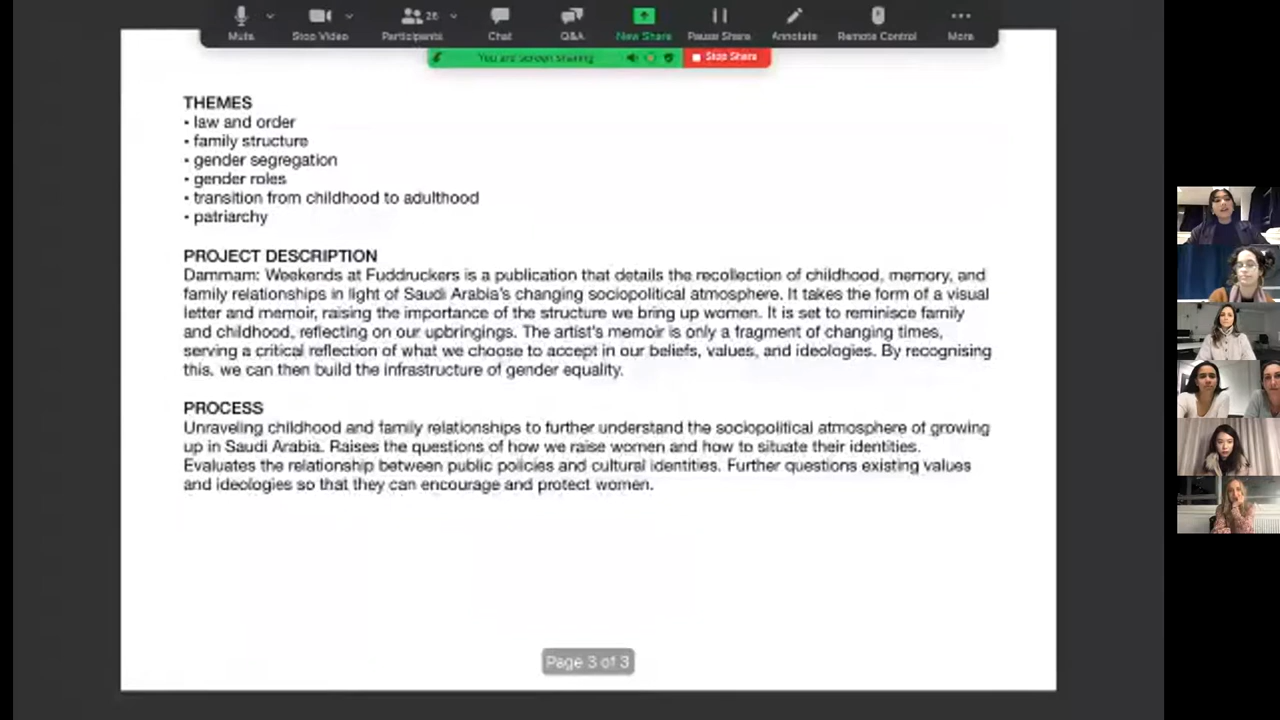 Mute
Stop Video
Participants
26
Chat
Q&A
New Share
Pause Share
Annotate
Remote Control
More
You are screen sharing
Stop Share
THEMES
• law and order
• family structure
• gender segregation
• gender roles
• transition from childhood to adulthood
• patriarchy
PROJECT DESCRIPTION
Dammam: Weekends at Fuddruckers is a publication that details the recollection of childhood, memory, and
family relationships in light of Saudi Arabia's changing sociopolitical atmosphere. It takes the form of a visual
letter and memoir, raising the importance of the structure we bring up women. It is set to reminisce family
and childhood, reflecting on our upbringings. The artist's memoir is only a fragment of changing times,
serving a critical reflection of what we choose to accept in our beliefs, values, and ideologies. By recognising
this, we can then build the infrastructure of gender equality.
PROCESS
Unraveling childhood and family relationships to further understand the sociopolitical atmosphere of growing
up in Saudi Arabia. Raises the questions of how we raise women and how to situate their identities.
Evaluates the relationship between public policies and cultural identities. Further questions existing values
and ideologies so that they can encourage and protect women.
Page 3 of 3